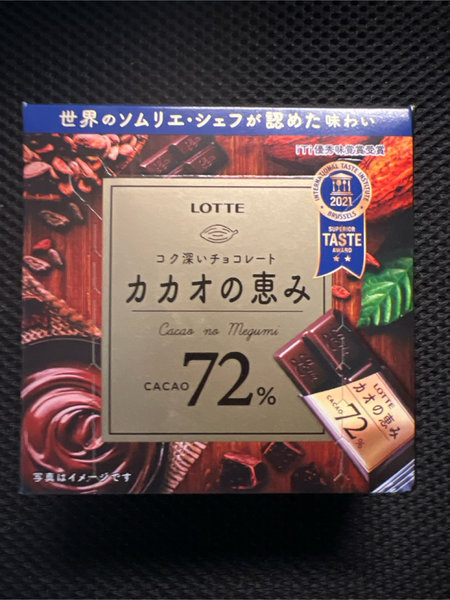 世界のソムリエ・シェフが認めた味わい
iTi優秀味覚賞受賞
INTERNATIONAL TASTE INSTITUTE
2021
BRUSSELS
SUPERIOR
TASTE
AWARD
★★
LOTTE
コク深いチョコレート
カカオの恵み
Cacao no Megumi
CACAO 72%
LOTTE
カオの恵み
CACAO 72%
写真はイメージです